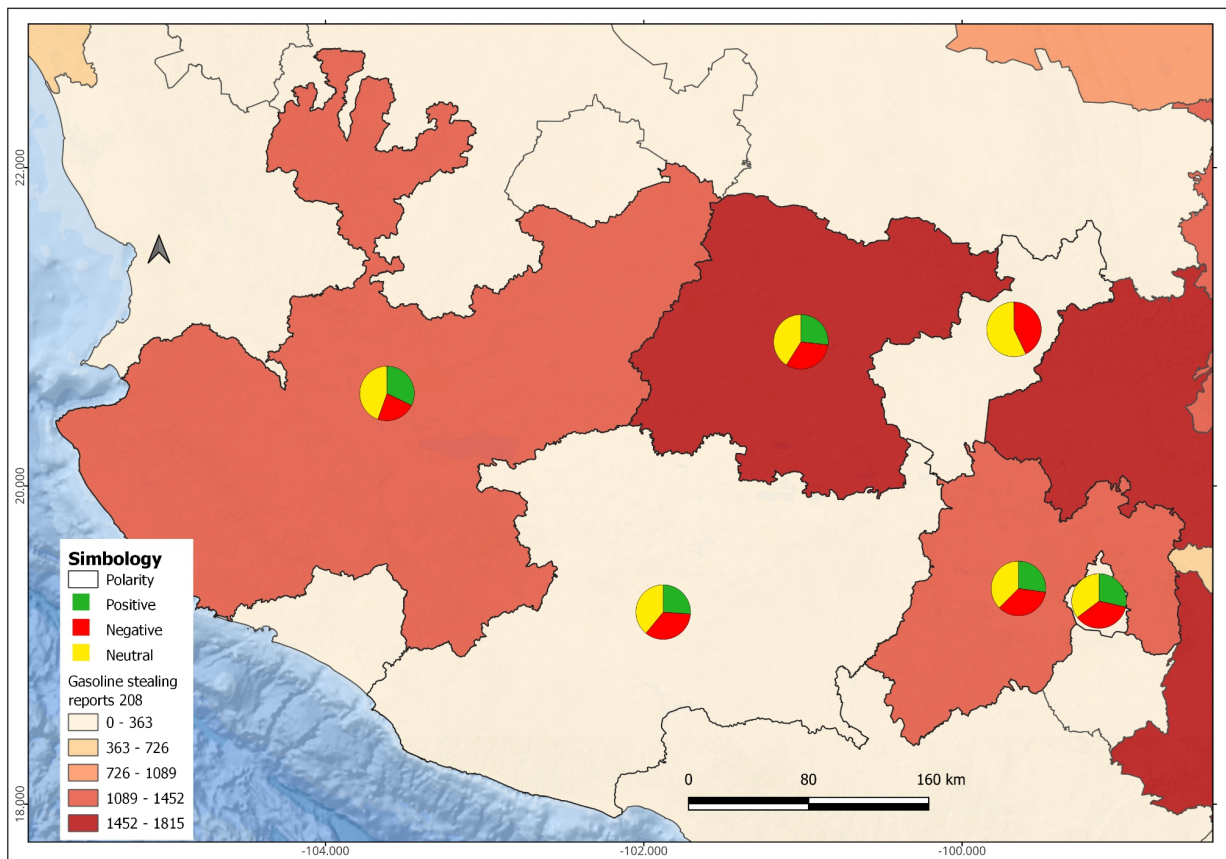 22.000
20.000
18.000
Simbology
Polarity
Positive
Negative
Neutral
Gasoline stealing
reports 208
0 - 363
363 - 726
726 - 1089
1089 - 1452
1452 - 1815
0 80 160 km
-104.000 -102.000 -100.000